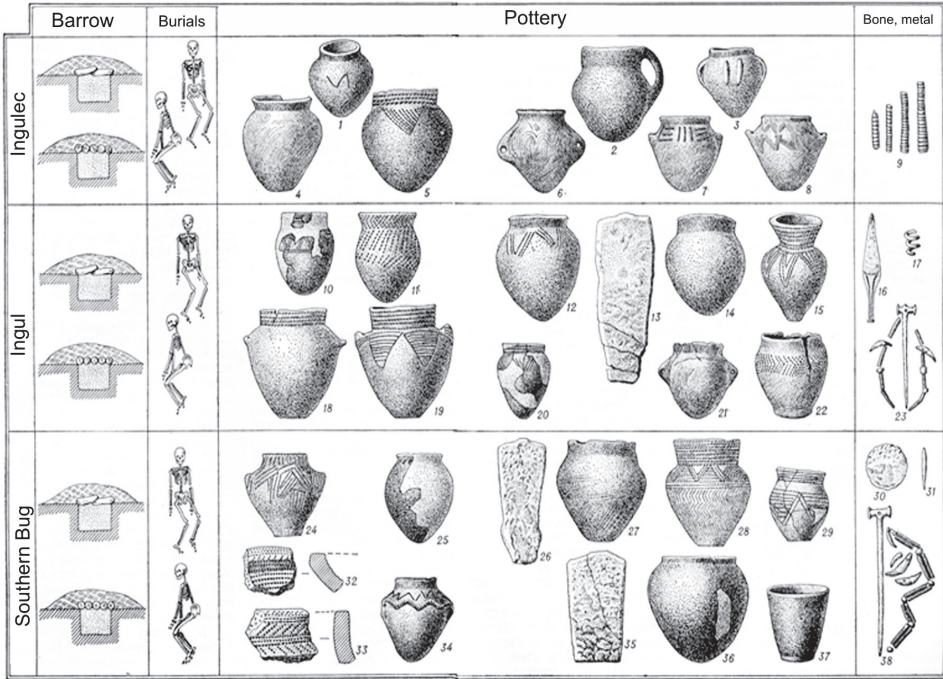 Barrow Burials Pottery Bone, metal
Ingulec
1
2
3
4 5 6 7 8
9
Ingul
10 11 12 13 14 15
16 17
18 19 20 21 22
23
Southern Bug
24 25 26 27 28 29
30 31
32
33 34 35 36 37
38